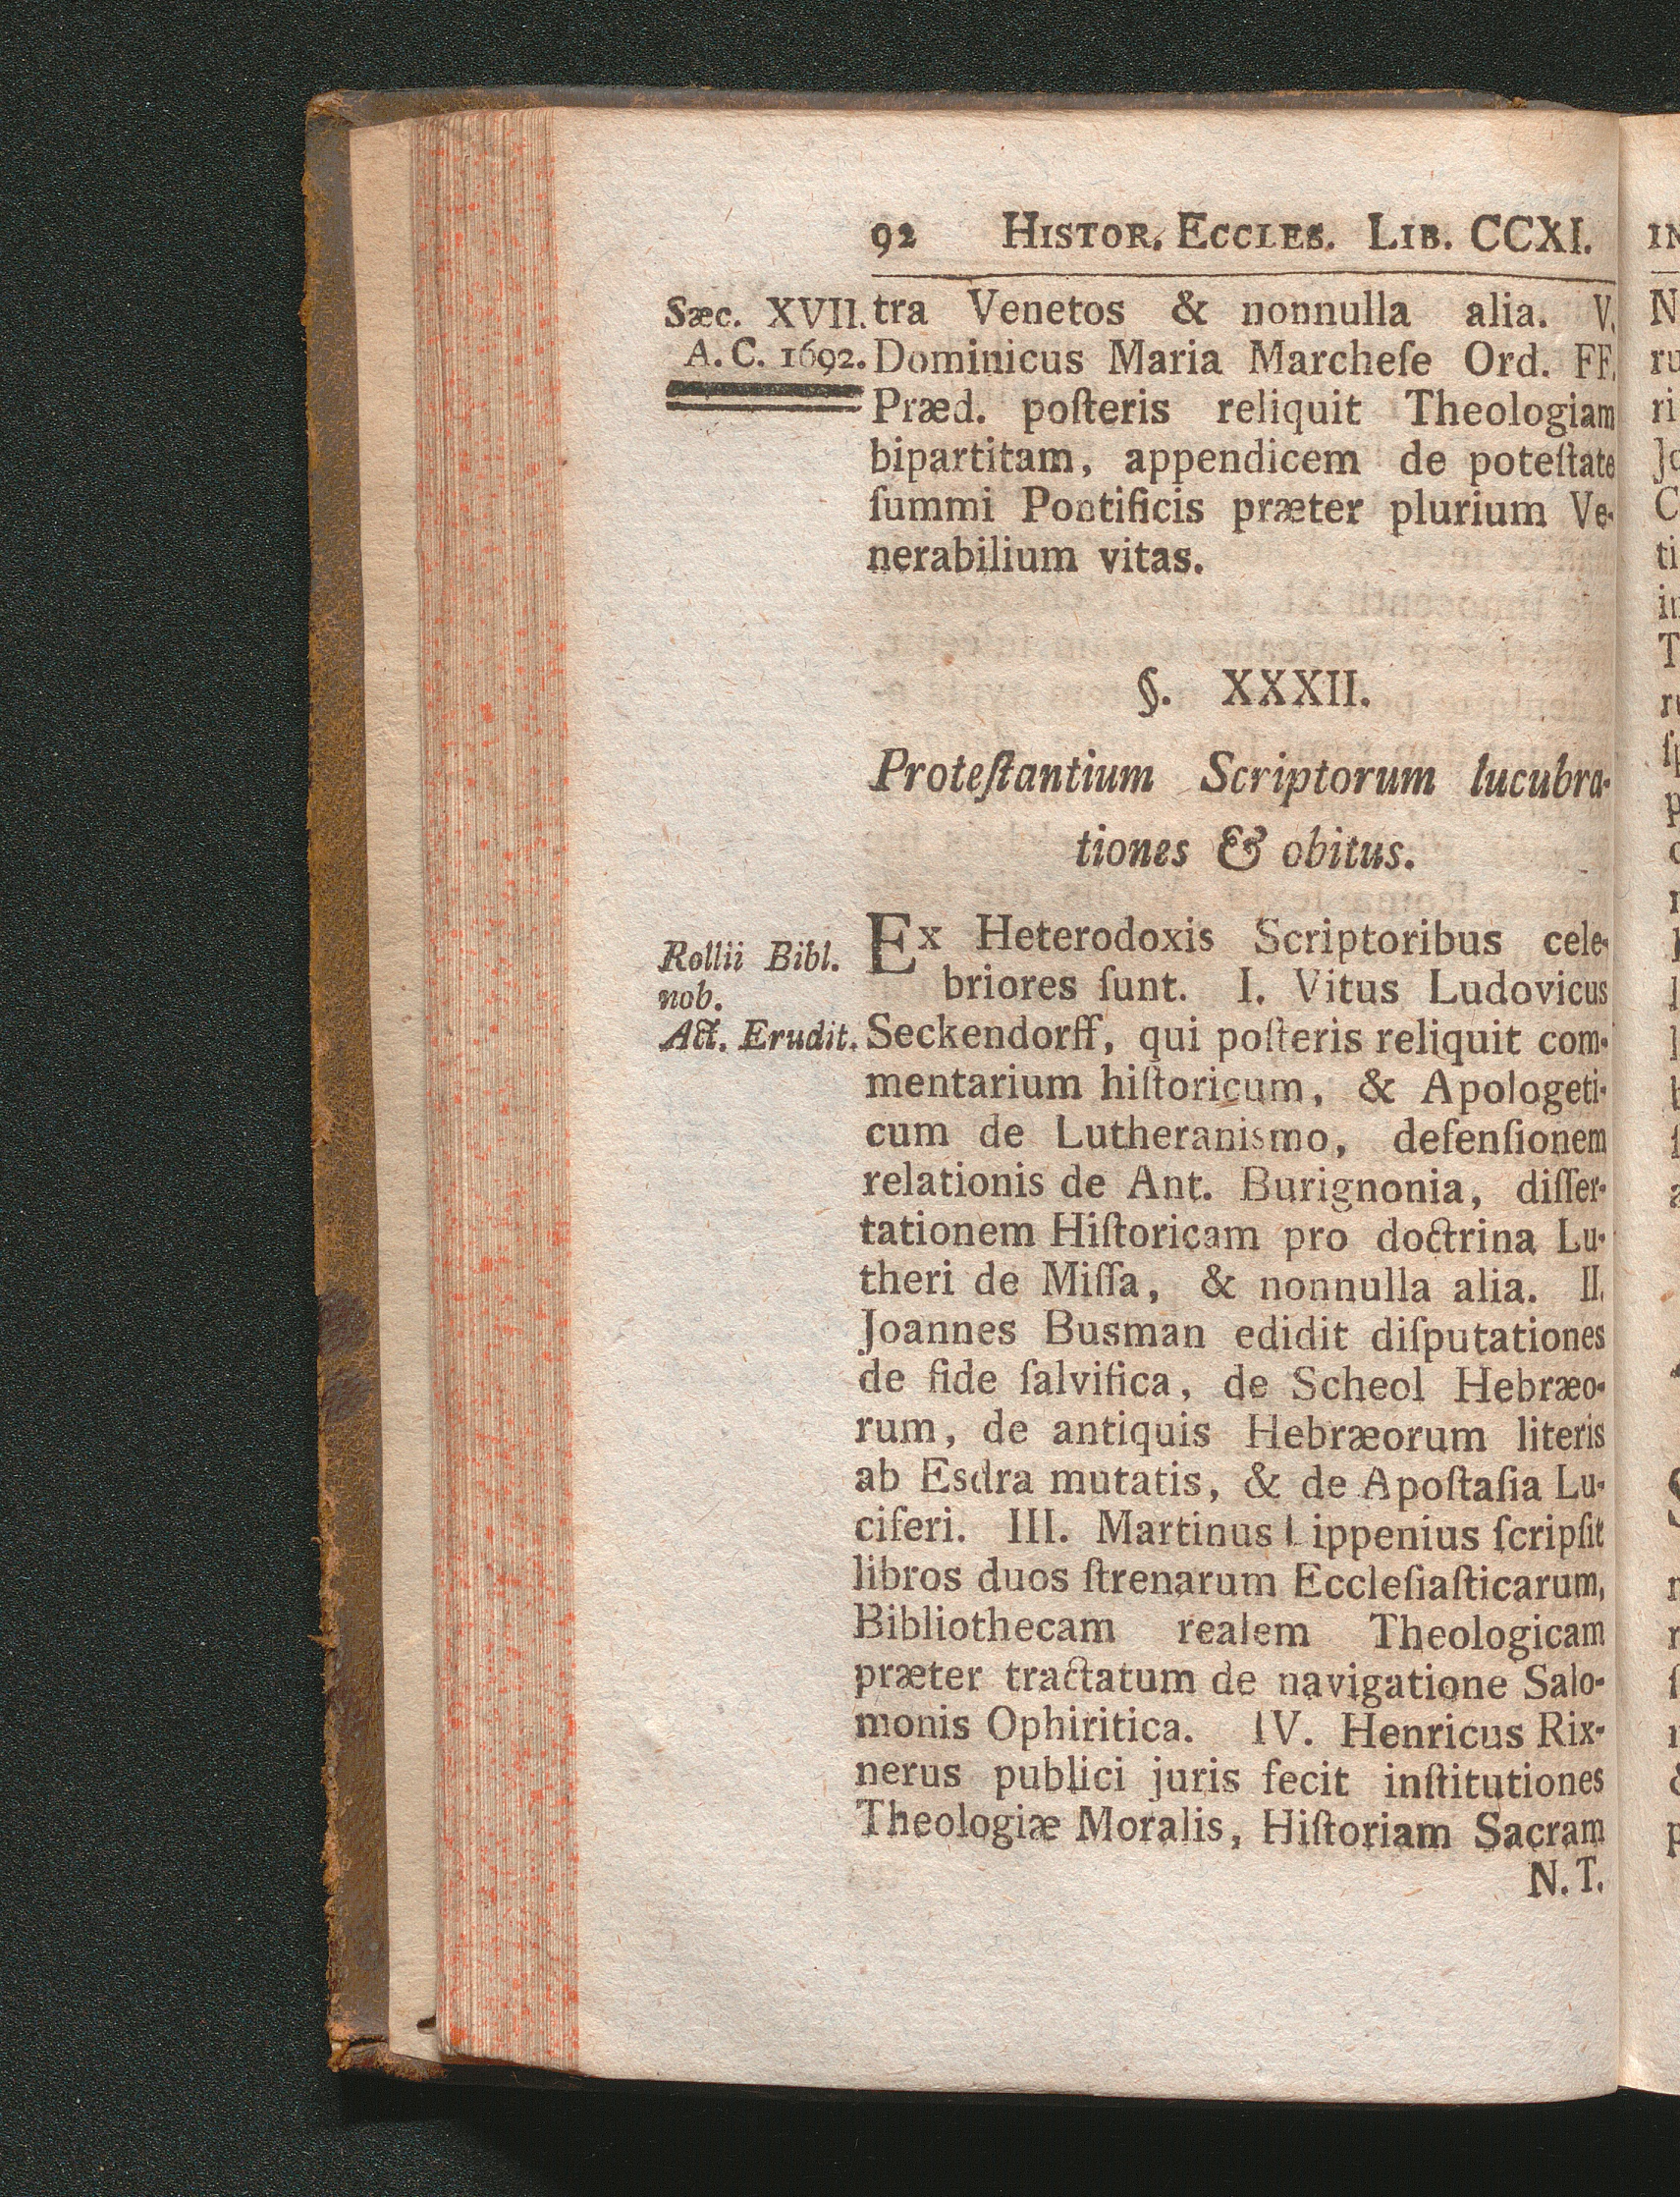 92 HISTOR. ECCLES. LIB. CCXI.
Sæc. XVII.
A. C. 1692.
tra Venetos & nonnulla alia. V.
Dominicus Maria Marcheſe Ord. FF.
Præd. poſteris reliquit Theologiam
bipartitam, appendicem de poteſtate
ſummi Pontificis præter plurium Ve-
nerabilium vitas.
§. XXXII.
Proteſtantium Scriptorum lucubra-
tiones & obitus.
Rollii Bibl.
nob.
Act. Erudit.
Ex Heterodoxis Scriptoribus cele-
briores ſunt. I. Vitus Ludovicus
Seckendorff, qui poſteris reliquit com-
mentarium hiſtoricum, & Apologeti-
cum de Lutheranismo, defenſionem
relationis de Ant. Burignonia, diſſer-
tationem Hiſtoricam pro doctrina Lu-
theri de Miſſa, & nonnulla alia. II.
Joannes Busman edidit diſputationes
de fide ſalvifica, de Scheol Hebræo-
rum, de antiquis Hebræorum literis
ab Esdra mutatis, & de Apoſtaſia Lu-
ciferi. III. Martinus Lippenius ſcripſit
libros duos ſtrenarum Eccleſiaſticarum,
Bibliothecam realem Theologicam
præter tractatum de navigatione Salo-
monis Ophiritica. IV. Henricus Rix-
nerus publici juris fecit inſtitutiones
Theologiæ Moralis, Hiſtoriam Sacram
N. T.